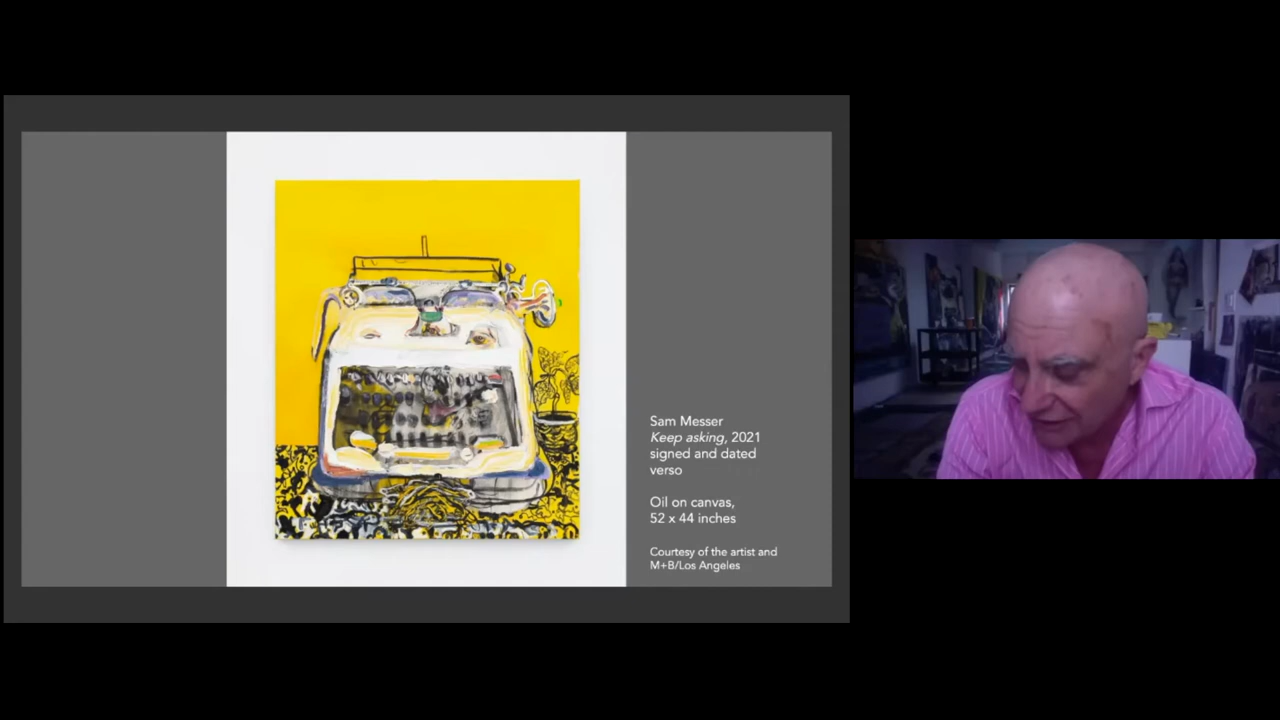 Sam Messer
Keep asking, 2021
signed and dated
verso
Oil on canvas,
52 x 44 inches
Courtesy of the artist and
M+B/Los Angeles